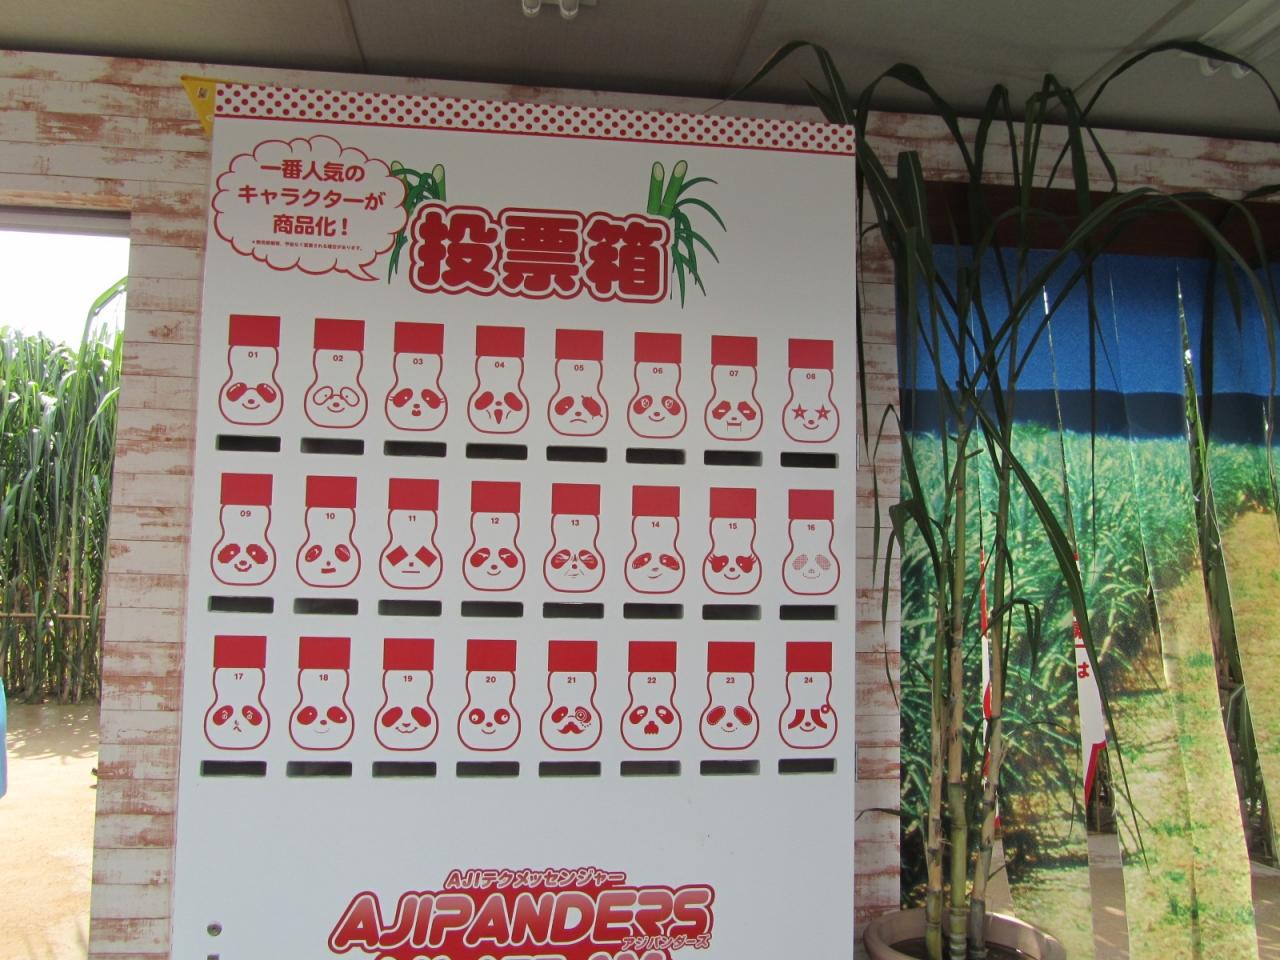 一番人気の
キャラクターが
商品化！
投票箱
01 02 03 04 05 06 07 08
09 10 11 12 13 14 15 16
17 18 19 20 21 22 23 24
AJIテクメッセンジャー
AJIPANDERS
アジパンダーズ
は